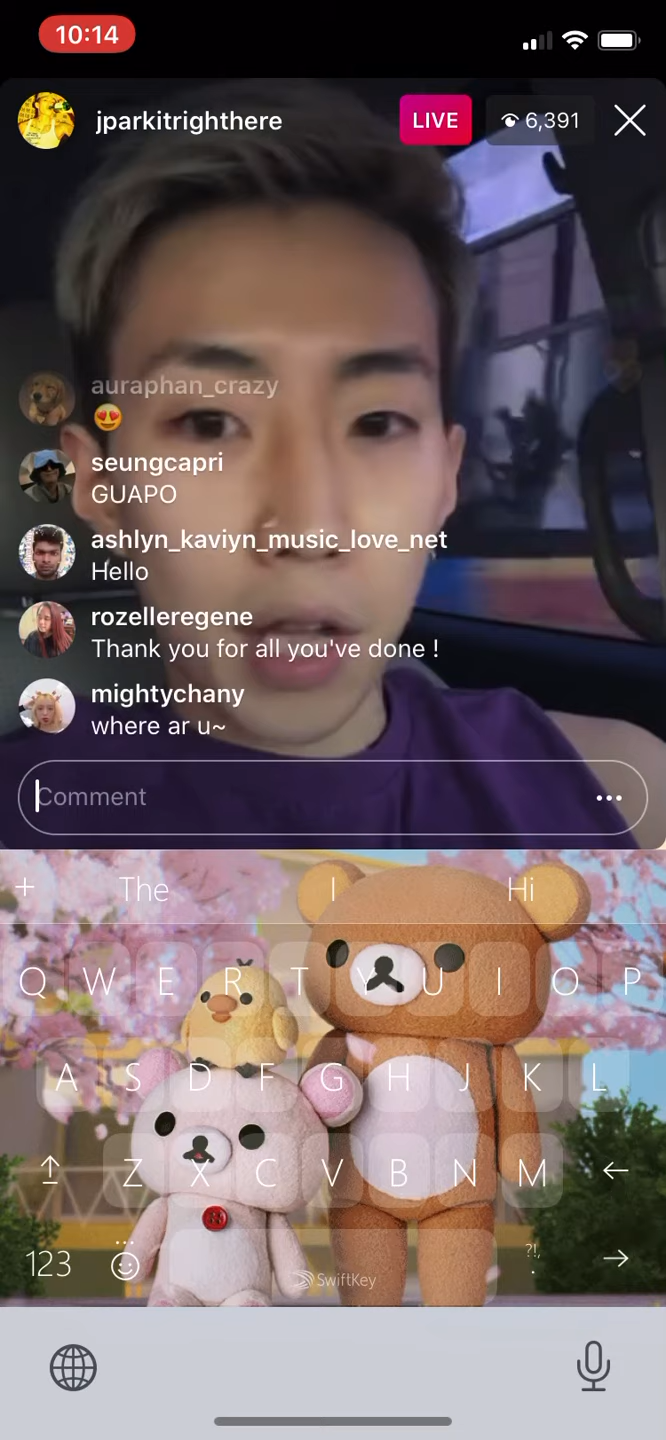 10:14
jparkitrighthere
LIVE
6,391
auraphan_crazy
seungcapri
GUAPO
ashlyn_kaviyn_music_love_net
Hello
rozelleregene
Thank you for all you've done !
mightychany
where ar u~
Comment
The I Hi
Q W E R T Y U I O P
A S D F G H J K L
Z X C V B N M
?!,
123 .
SwiftKey